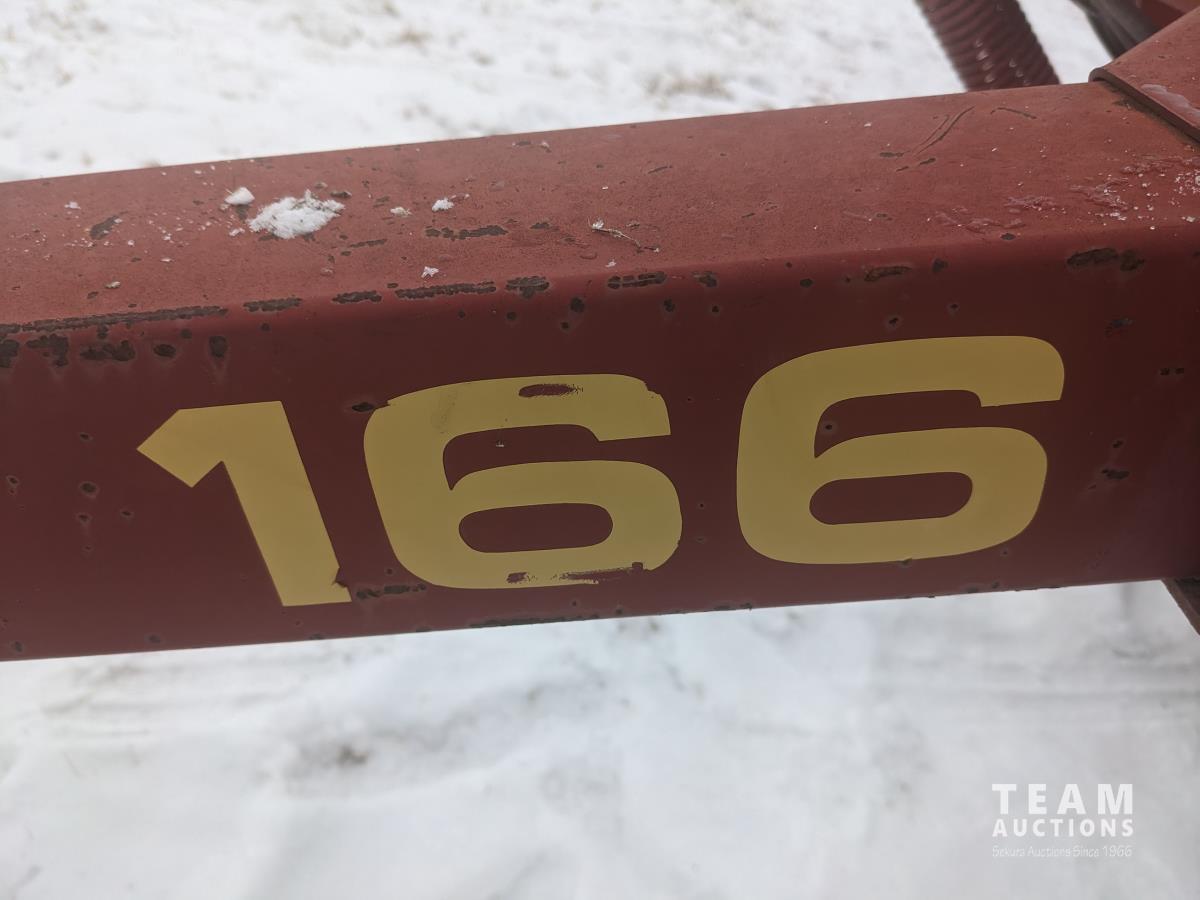 166
TEAM
AUCTIONS
Sekura Auctions Since 1966